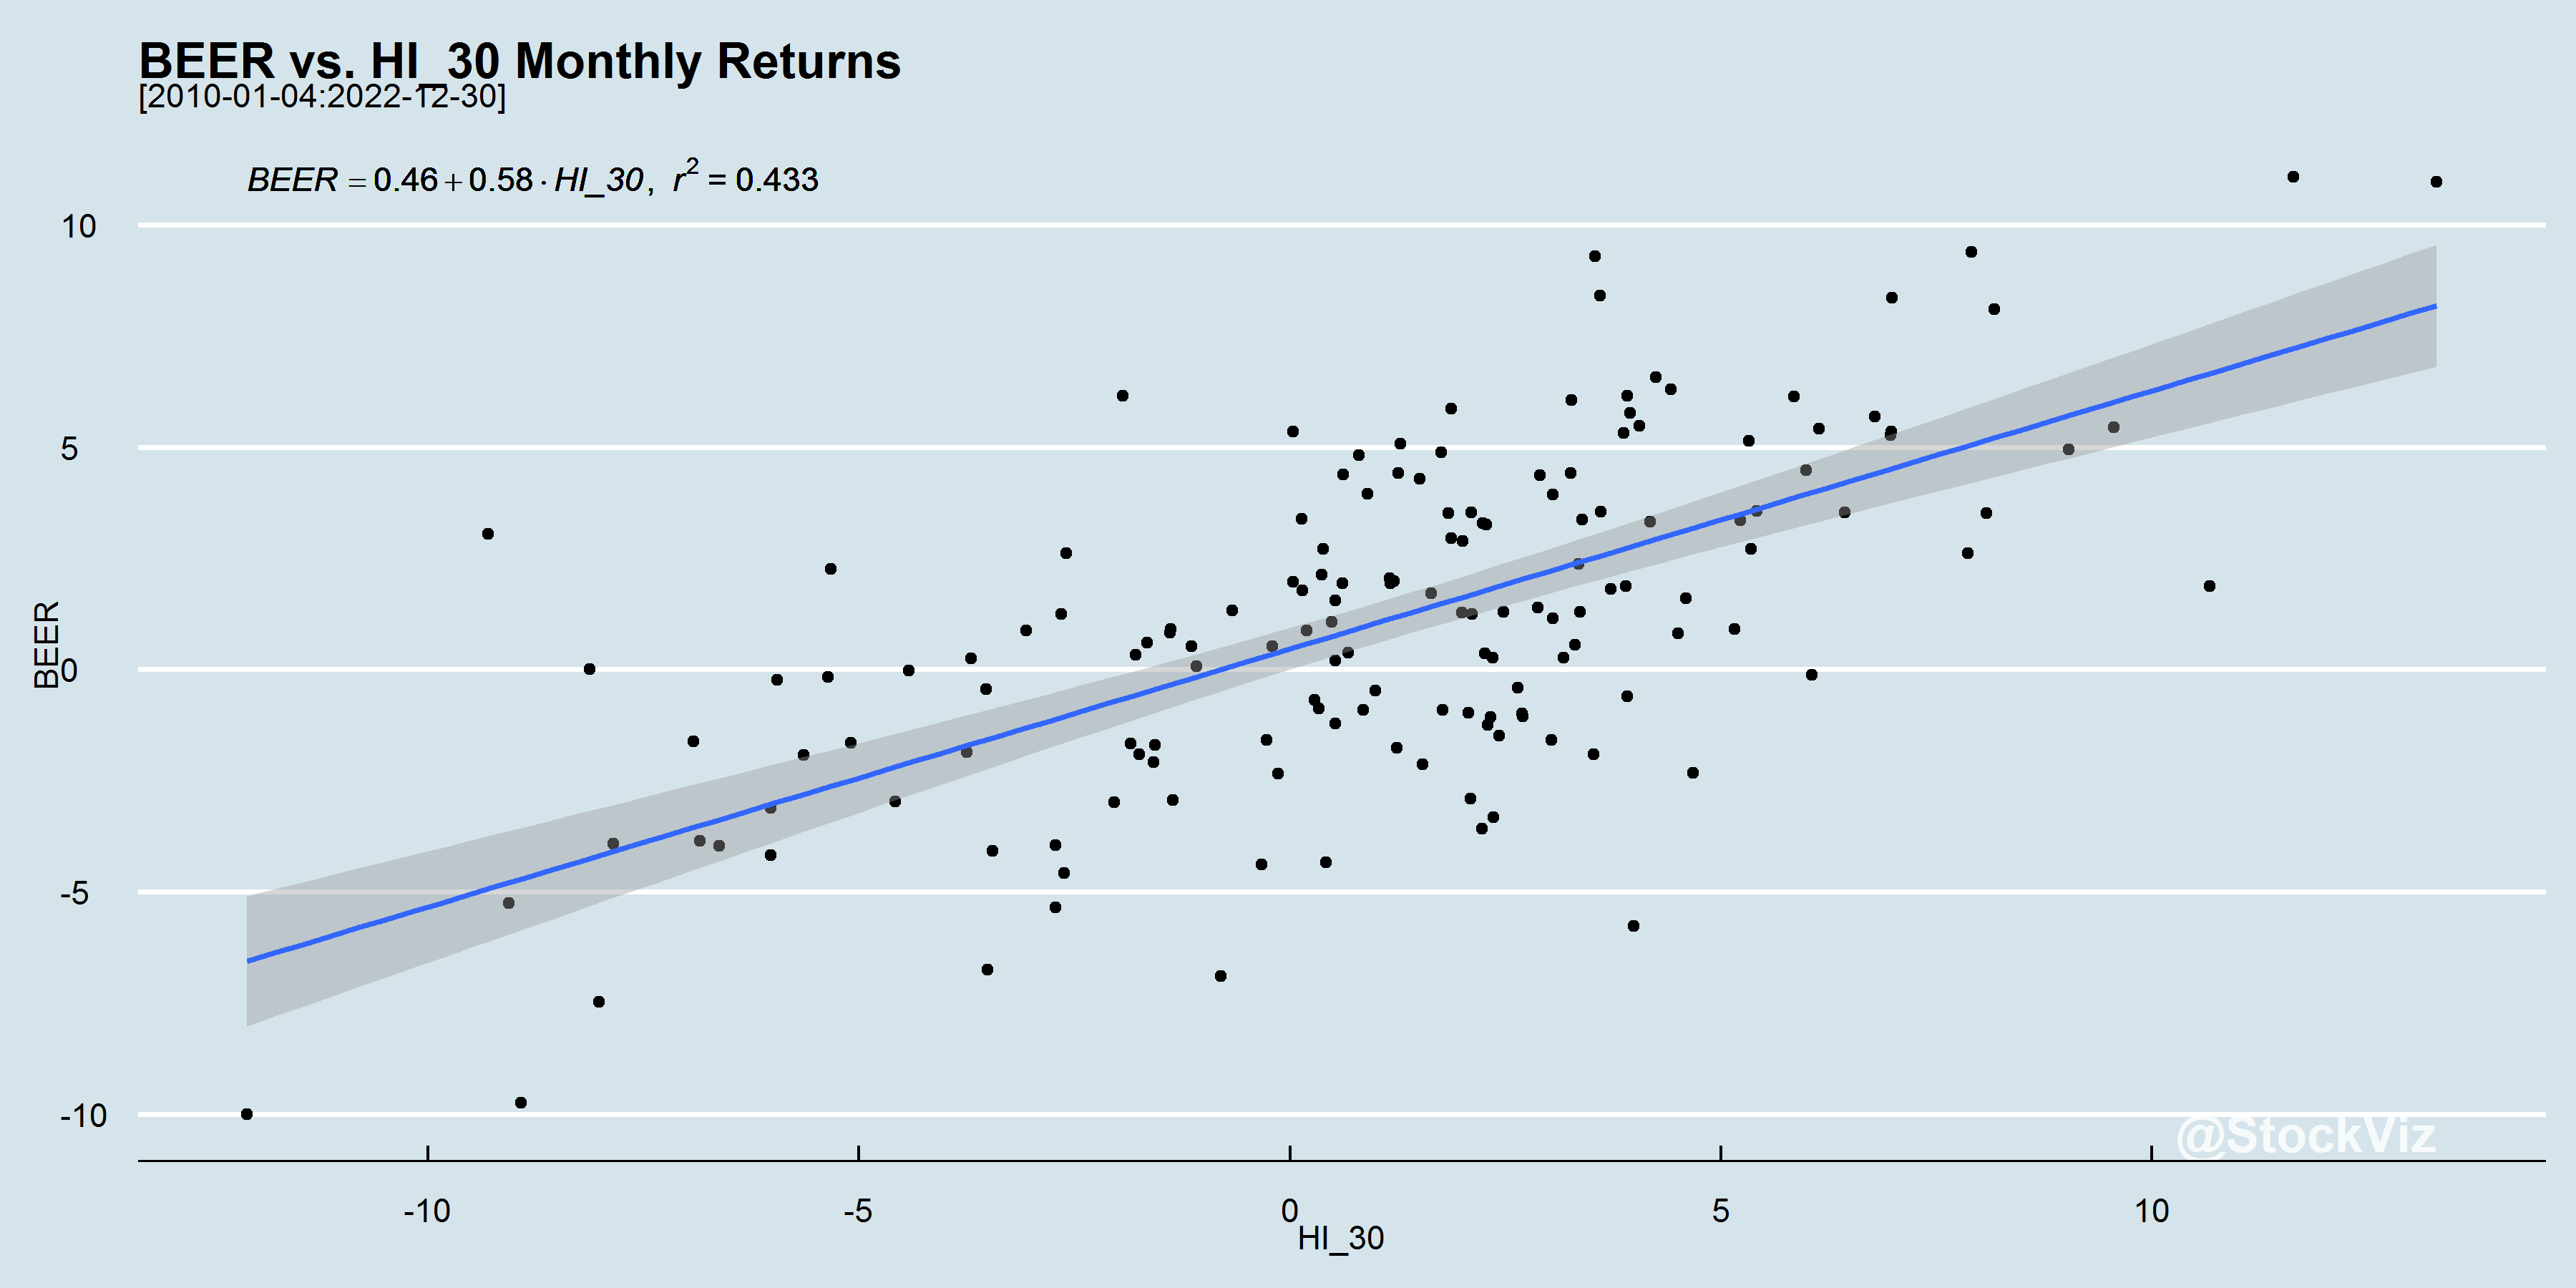 BEER vs. HI_30 Monthly Returns
[2010-01-04:2022-12-30]
BEER = 0.46 + 0.58 · HI_30, r² = 0.433
10
5
BEER
0
-5
-10
@StockViz
-10 -5 0 5 10
HI_30